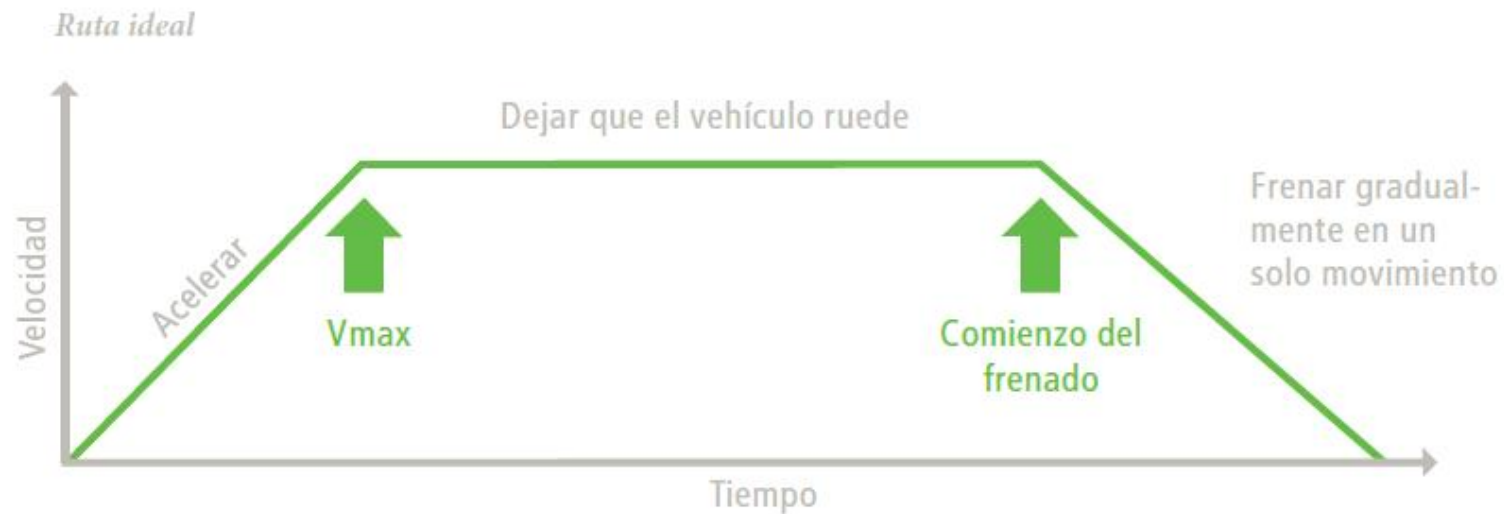 Ruta ideal
Dejar que el vehículo ruede
Frenar gradual-
mente en un
solo movimiento
Velocidad
Acelerar
Vmax
Comienzo del
frenado
Tiempo